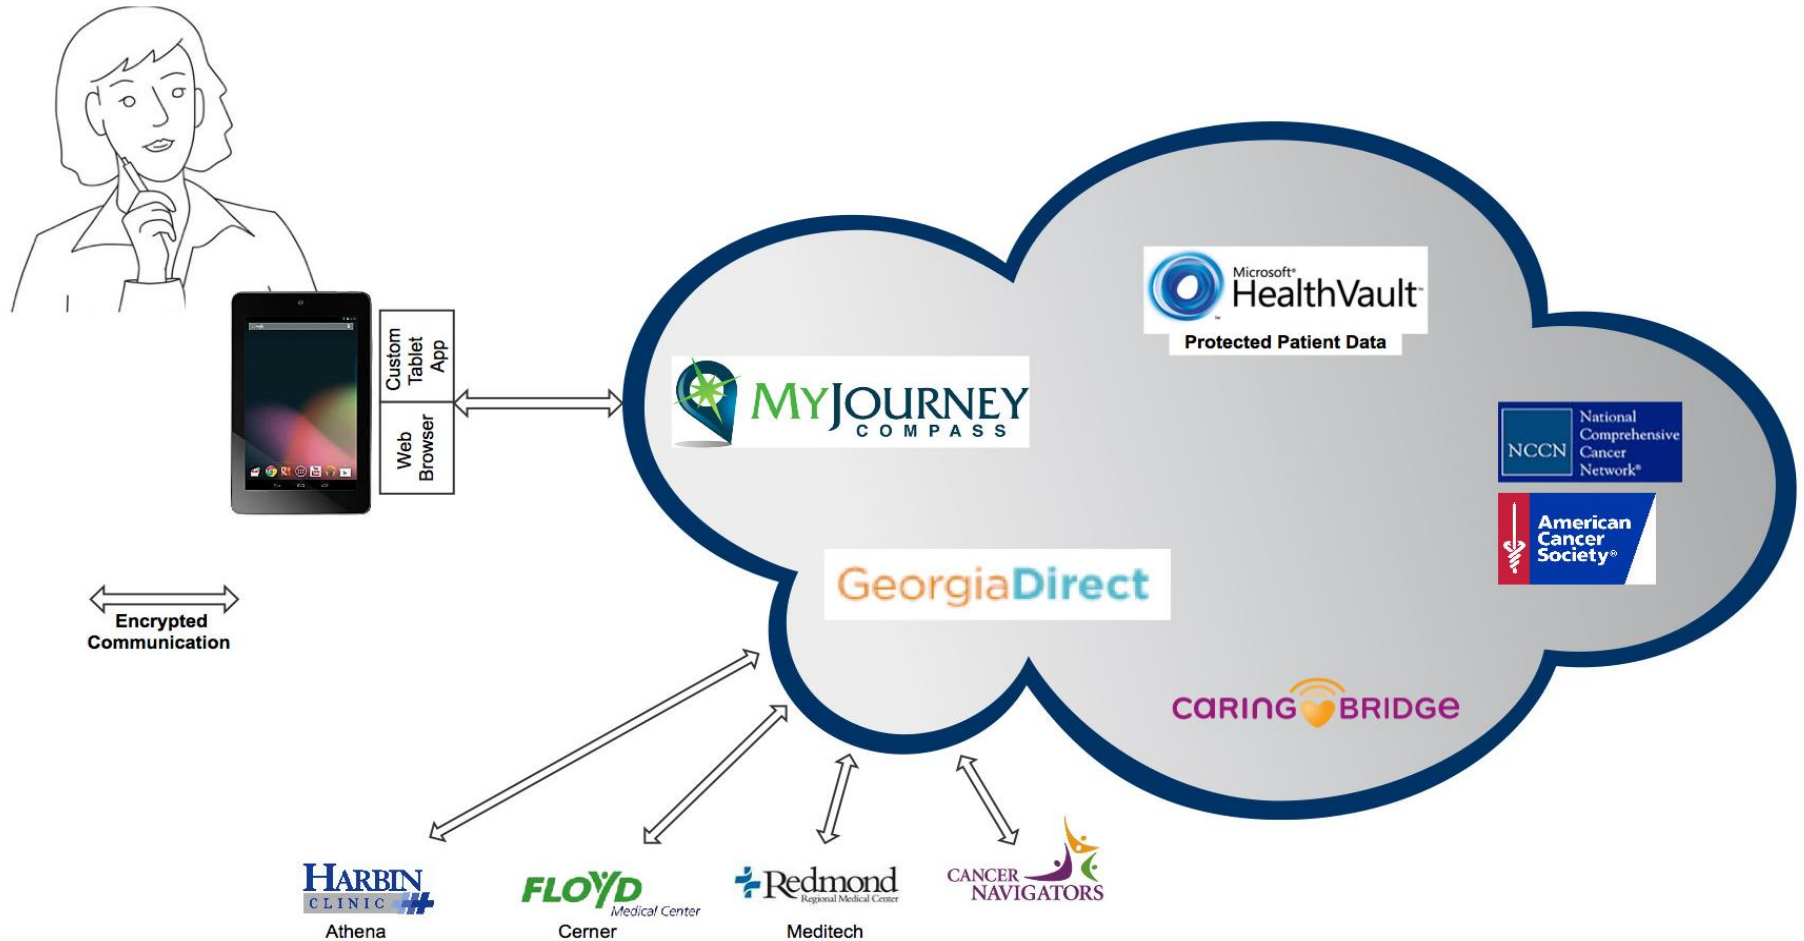 Custom
Tablet
App
Web
Browser
Encrypted
Communication
MYJOURNEY
COMPASS
Microsoft®
HealthVault™
Protected Patient Data
NCCN
National
Comprehensive
Cancer
Network®
American
Cancer
Society®
GeorgiaDirect
CaRING BRIDGe
HARBIN
CLINIC
Athena
FLOYD
Medical Center
Cerner
Redmond
Regional Medical Center
Meditech
CANCER
NAVIGATORS